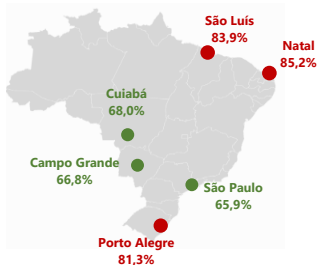 São Luís
83,9%
Natal
85,2%
Cuiabá
68,0%
Campo Grande
66,8%
São Paulo
65,9%
Porto Alegre
81,3%